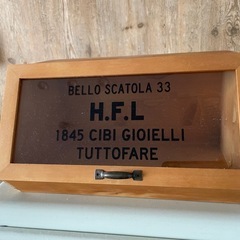 BELLO SCATOLA 33
H.F.L
1845 CIBI GIOIELLI
TUTTOFARE